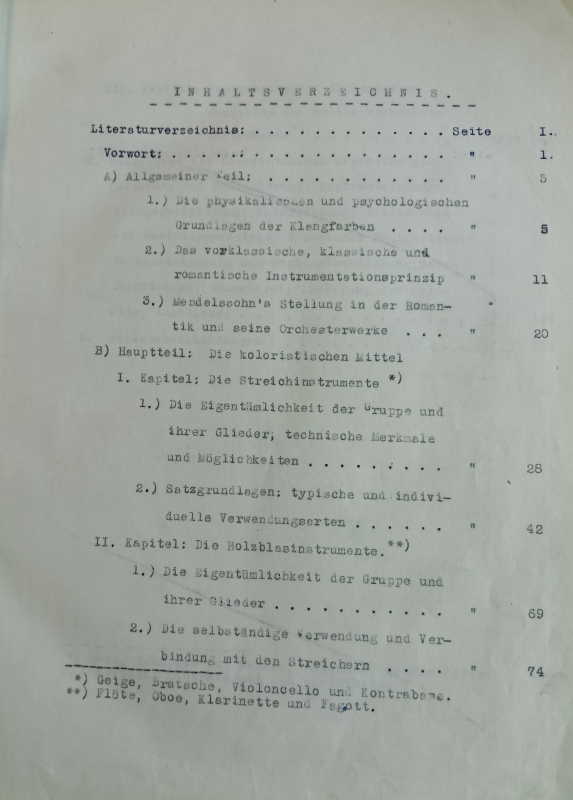 INHALTSVERZEICHNIS.
Literaturverzeichnis: . . . . . . . . . . . . . . Seite I.
Vorwort: . . . . . . . . . . . . . . . . . . . " 1.
A) Allgemeiner Teil: . . . . . . . . . . . . " 5
1.) Die physikalischen und psychologischen
Grundlagen der Klangfarben . . . . " 5
2.) Das vorklassische, klassische und
romantische Instrumentationsprinzip " 11
3.) Mendelssohn's Stellung in der Roman-
tik und seine Orchesterwerke . . . " 20
B) Hauptteil: Die koloristischen Mittel
I. Kapitel: Die Streichinstrumente *)
1.) Die Eigentümlichkeit der Gruppe und
ihrer Glieder, technische Merkmale
und Möglichkeiten . . . . . . . . . " 28
2.) Satzgrundlagen: typische und indivi-
duelle Verwendungsarten . . . . . . " 42
II. Kapitel: Die Holzblasinstrumente.**)
1.) Die Eigentümlichkeit der Gruppe und
ihrer Glieder . . . . . . . . . . . " 69
2.) Die selbständige Verwendung und Ver-
bindung mit den Streichern . . . . " 74
*) Geige, Bratsche, Violoncello und Kontrabass.
**) Flöte, Oboe, Klarinette und Fagott.